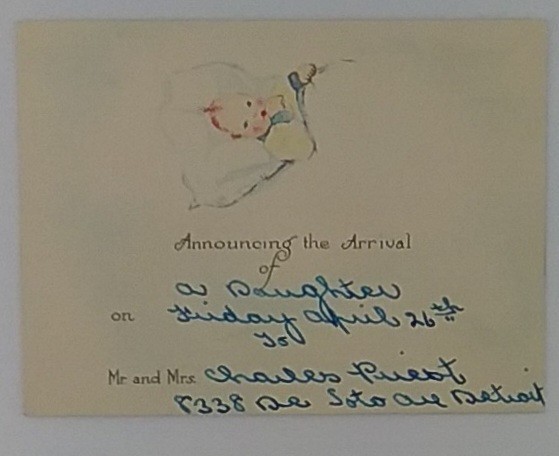 Announcing the Arrival
of
a Daughter
on Friday April 26th
To
Mr and Mrs. Charles Priest
8338 De Soto Ave Detroit